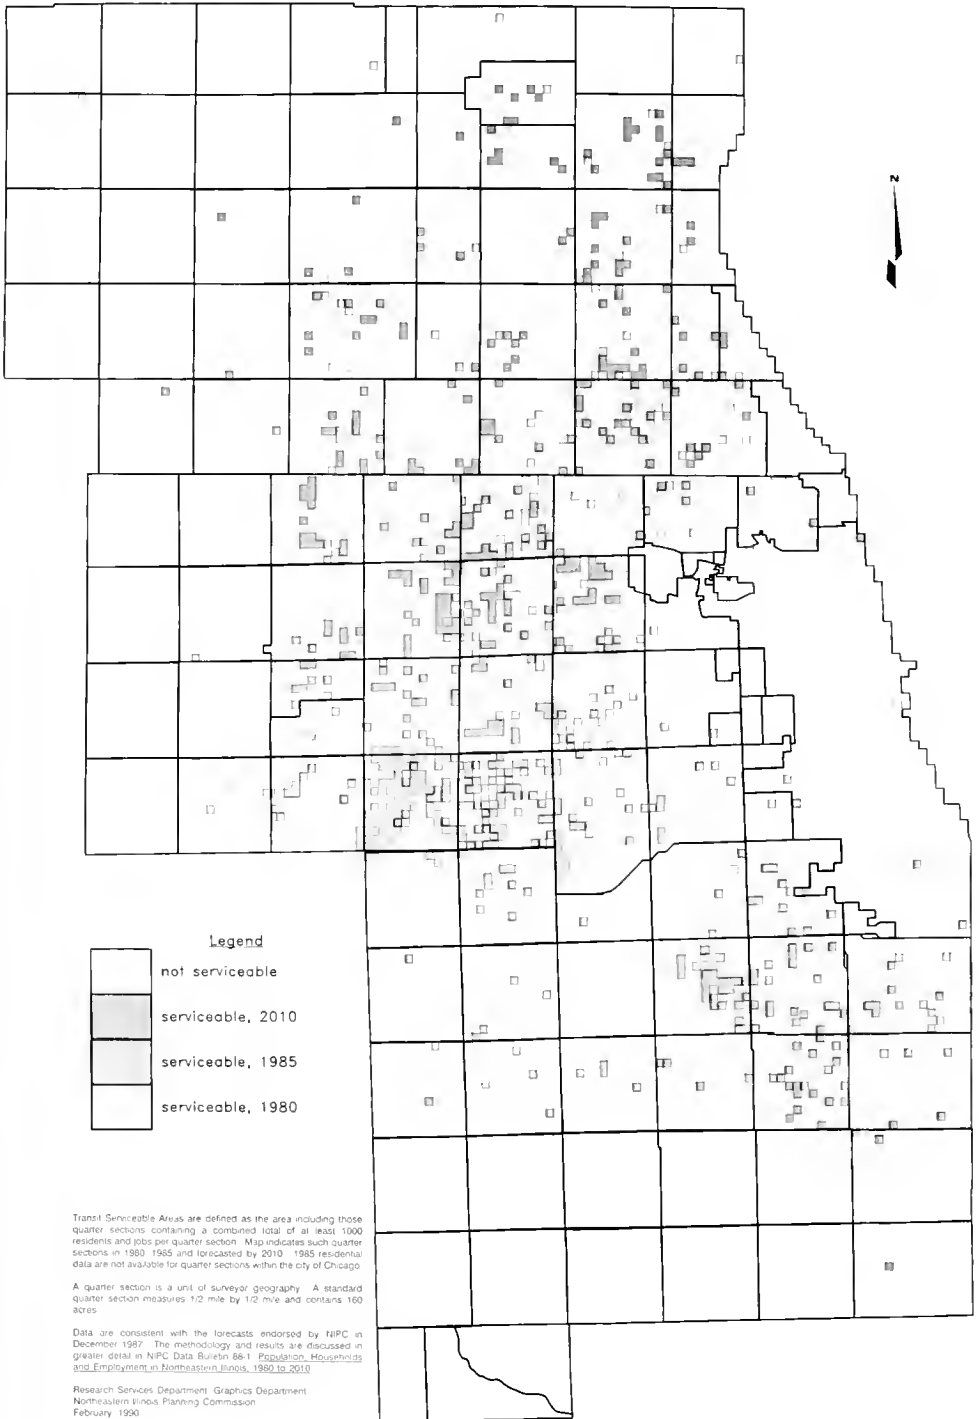 N
Legend
not serviceable
serviceable, 2010
serviceable, 1985
serviceable, 1980
Transit Serviceable Areas are defined as the area including those
quarter sections containing a combined total of at least 1000
residents and jobs per quarter section Map indicates such quarter
sections in 1980 1985 and forecasted by 2010 1985 residential
data are not available for quarter sections within the city of Chicago
A quarter section is a unit of surveyor geography A standard
quarter section measures 1/2 mile by 1/2 mile and contains 160
acres
Data are consistent with the forecasts endorsed by NIPC in
December 1987 The methodology and results are discussed in
greater detail in NIPC Data Bulletin 88-1 Population, Households
and Employment in Northeastern Illinois, 1980 to 2010
Research Services Department Graphics Department
Northeastern Illinois Planning Commission
February 1990